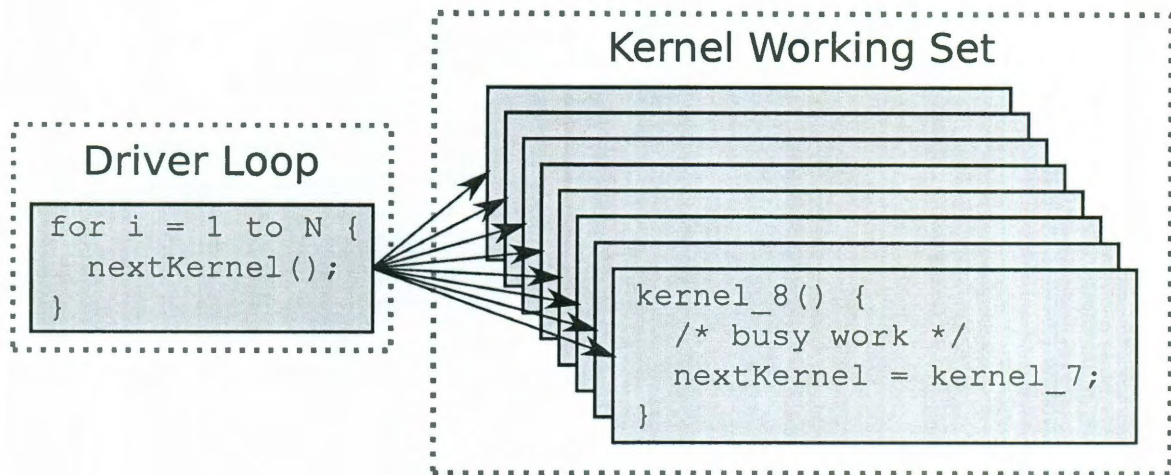 Kernel Working Set
Driver Loop
for i = 1 to N {
nextKernel();
}
kernel_8() {
/* busy work */
nextKernel = kernel_7;
}